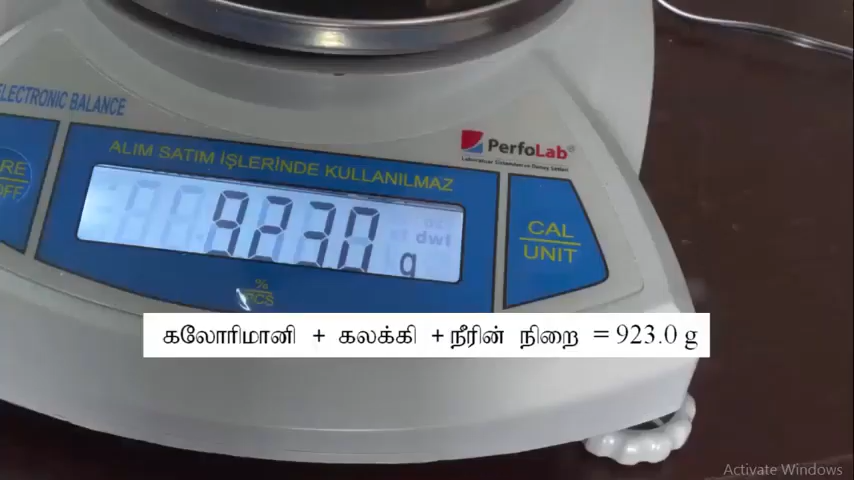 ELECTRONIC BALANCE
PerfoLab®
ALIM SATIM İŞLERİNDE KULLANILMAZ
923.0 g
dwt
CAL
UNIT
%
PCS
கலோரிமானி + கலக்கி + நீரின் நிறை = 923.0 g
Activate Windows